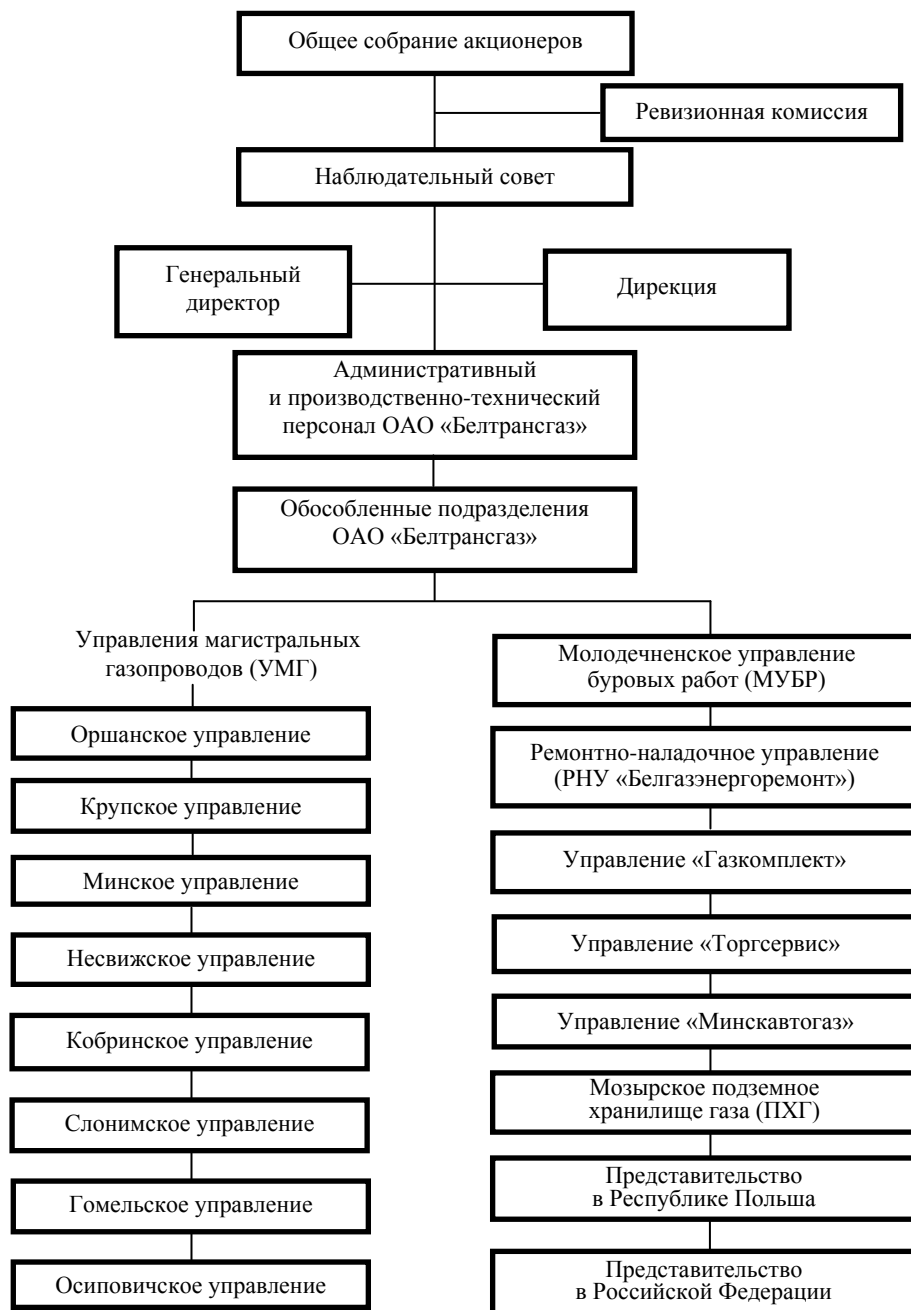 Общее собрание акционеров
Ревизионная комиссия
Наблюдательный совет
Генеральный
директор
Дирекция
Административный
и производственно-технический
персонал ОАО «Белтрансгаз»
Обособленные подразделения
ОАО «Белтрансгаз»
Управления магистральных
газопроводов (УМГ)
Оршанское управление
Крупское управление
Минское управление
Несвижское управление
Кобринское управление
Слонимское управление
Гомельское управление
Осиповичское управление
Молодечненское управление
буровых работ (МУБР)
Ремонтно-наладочное управление
(РНУ «Белгазэнергоремонт»)
Управление «Газкомплект»
Управление «Торгсервис»
Управление «Минскавтогаз»
Мозырское подземное
хранилище газа (ПХГ)
Представительство
в Республике Польша
Представительство
в Российской Федерации